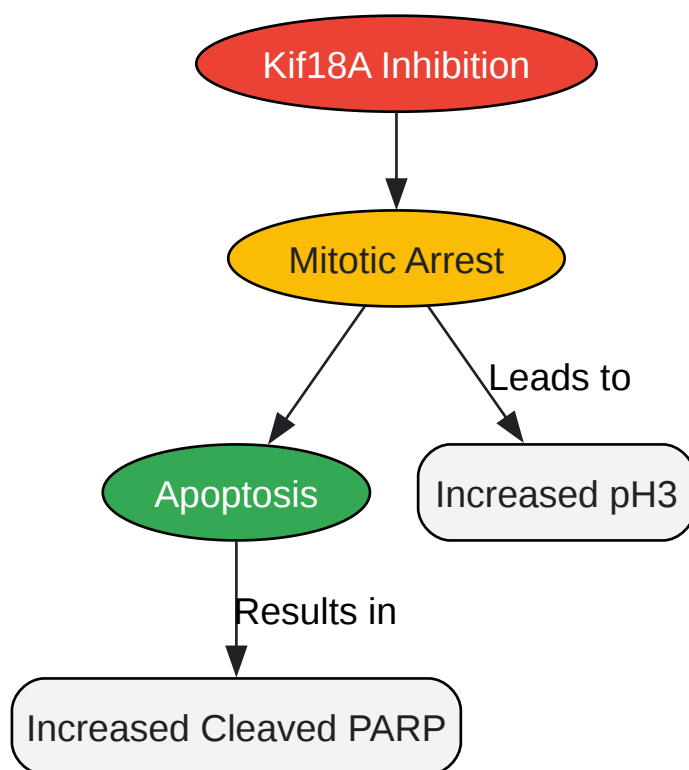 Kif18A Inhibition
Mitotic Arrest
Leads to
Apoptosis
Increased pH3
Results in
Increased Cleaved PARP